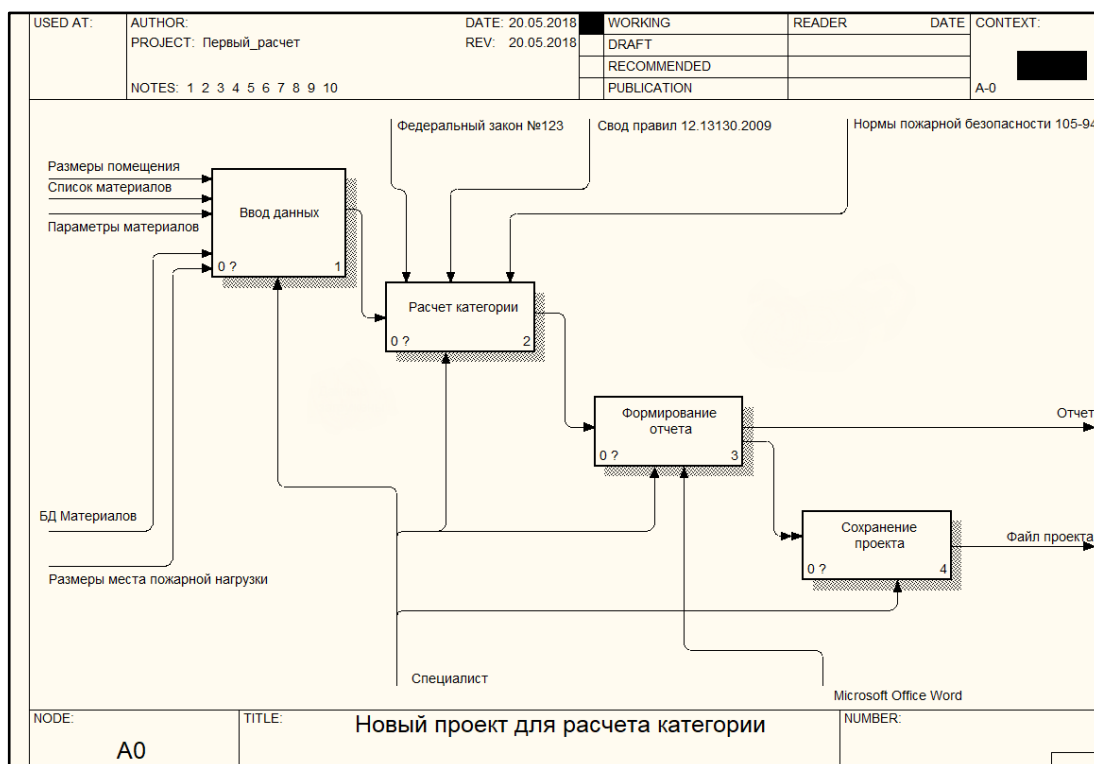 USED AT:
AUTHOR:
DATE: 20.05.2018
WORKING
READER
DATE
CONTEXT:
PROJECT: Первый_расчет
REV: 20.05.2018
DRAFT
RECOMMENDED
NOTES: 1 2 3 4 5 6 7 8 9 10
PUBLICATION
A-0
Федеральный закон №123
Свод правил 12.13130.2009
Нормы пожарной безопасности 105-94
Размеры помещения
Список материалов
Параметры материалов
Ввод данных
0 ?
1
Расчет категории
0 ?
2
Формирование
отчета
0 ?
3
Отчет
БД Материалов
Сохранение
проекта
0 ?
4
Файл проекта
Размеры места пожарной нагрузки
Специалист
Microsoft Office Word
NODE:
A0
TITLE:
Новый проект для расчета категории
NUMBER: